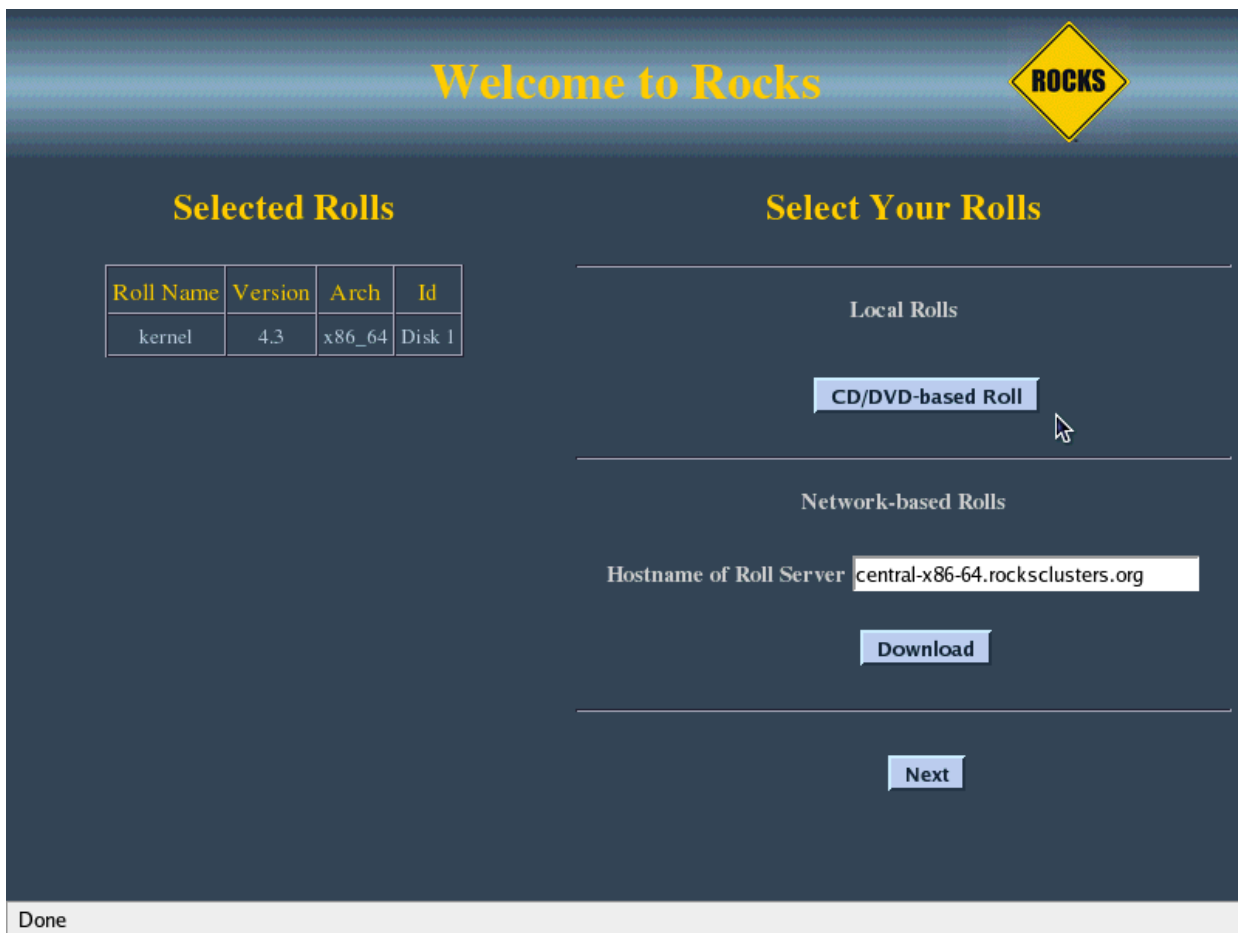 Welcome to Rocks
ROCKS
Selected Rolls
Roll Name Version Arch Id
kernel 4.3 x86_64 Disk 1
Select Your Rolls
Local Rolls
CD/DVD-based Roll
Network-based Rolls
Hostname of Roll Server central-x86-64.rocksclusters.org
Download
Next
Done